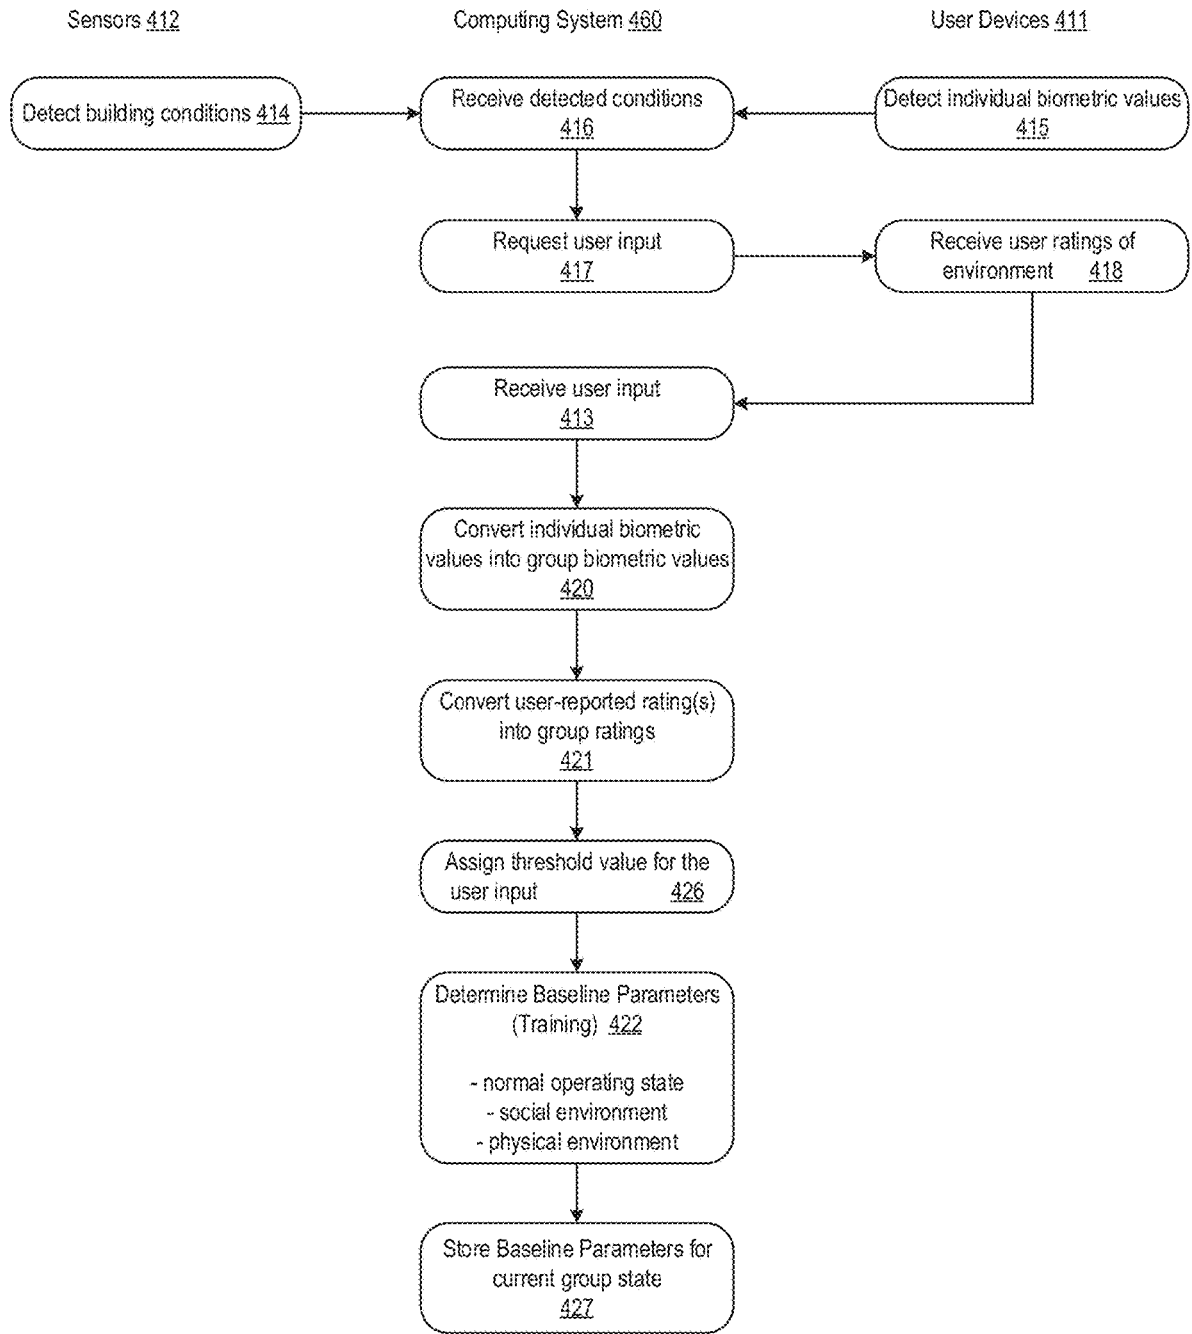 Sensors 412
Computing System 460
User Devices 411
Detect building conditions 414
Receive detected conditions
416
Detect individual biometric values
415
Request user input
417
Receive user ratings of
environment 418
Receive user input
413
Convert individual biometric
values into group biometric values
420
Convert user-reported rating(s)
into group ratings
421
Assign threshold value for the
user input 426
Determine Baseline Parameters
(Training) 422
- normal operating state
- social environment
- physical environment
Store Baseline Parameters for
current group state
427